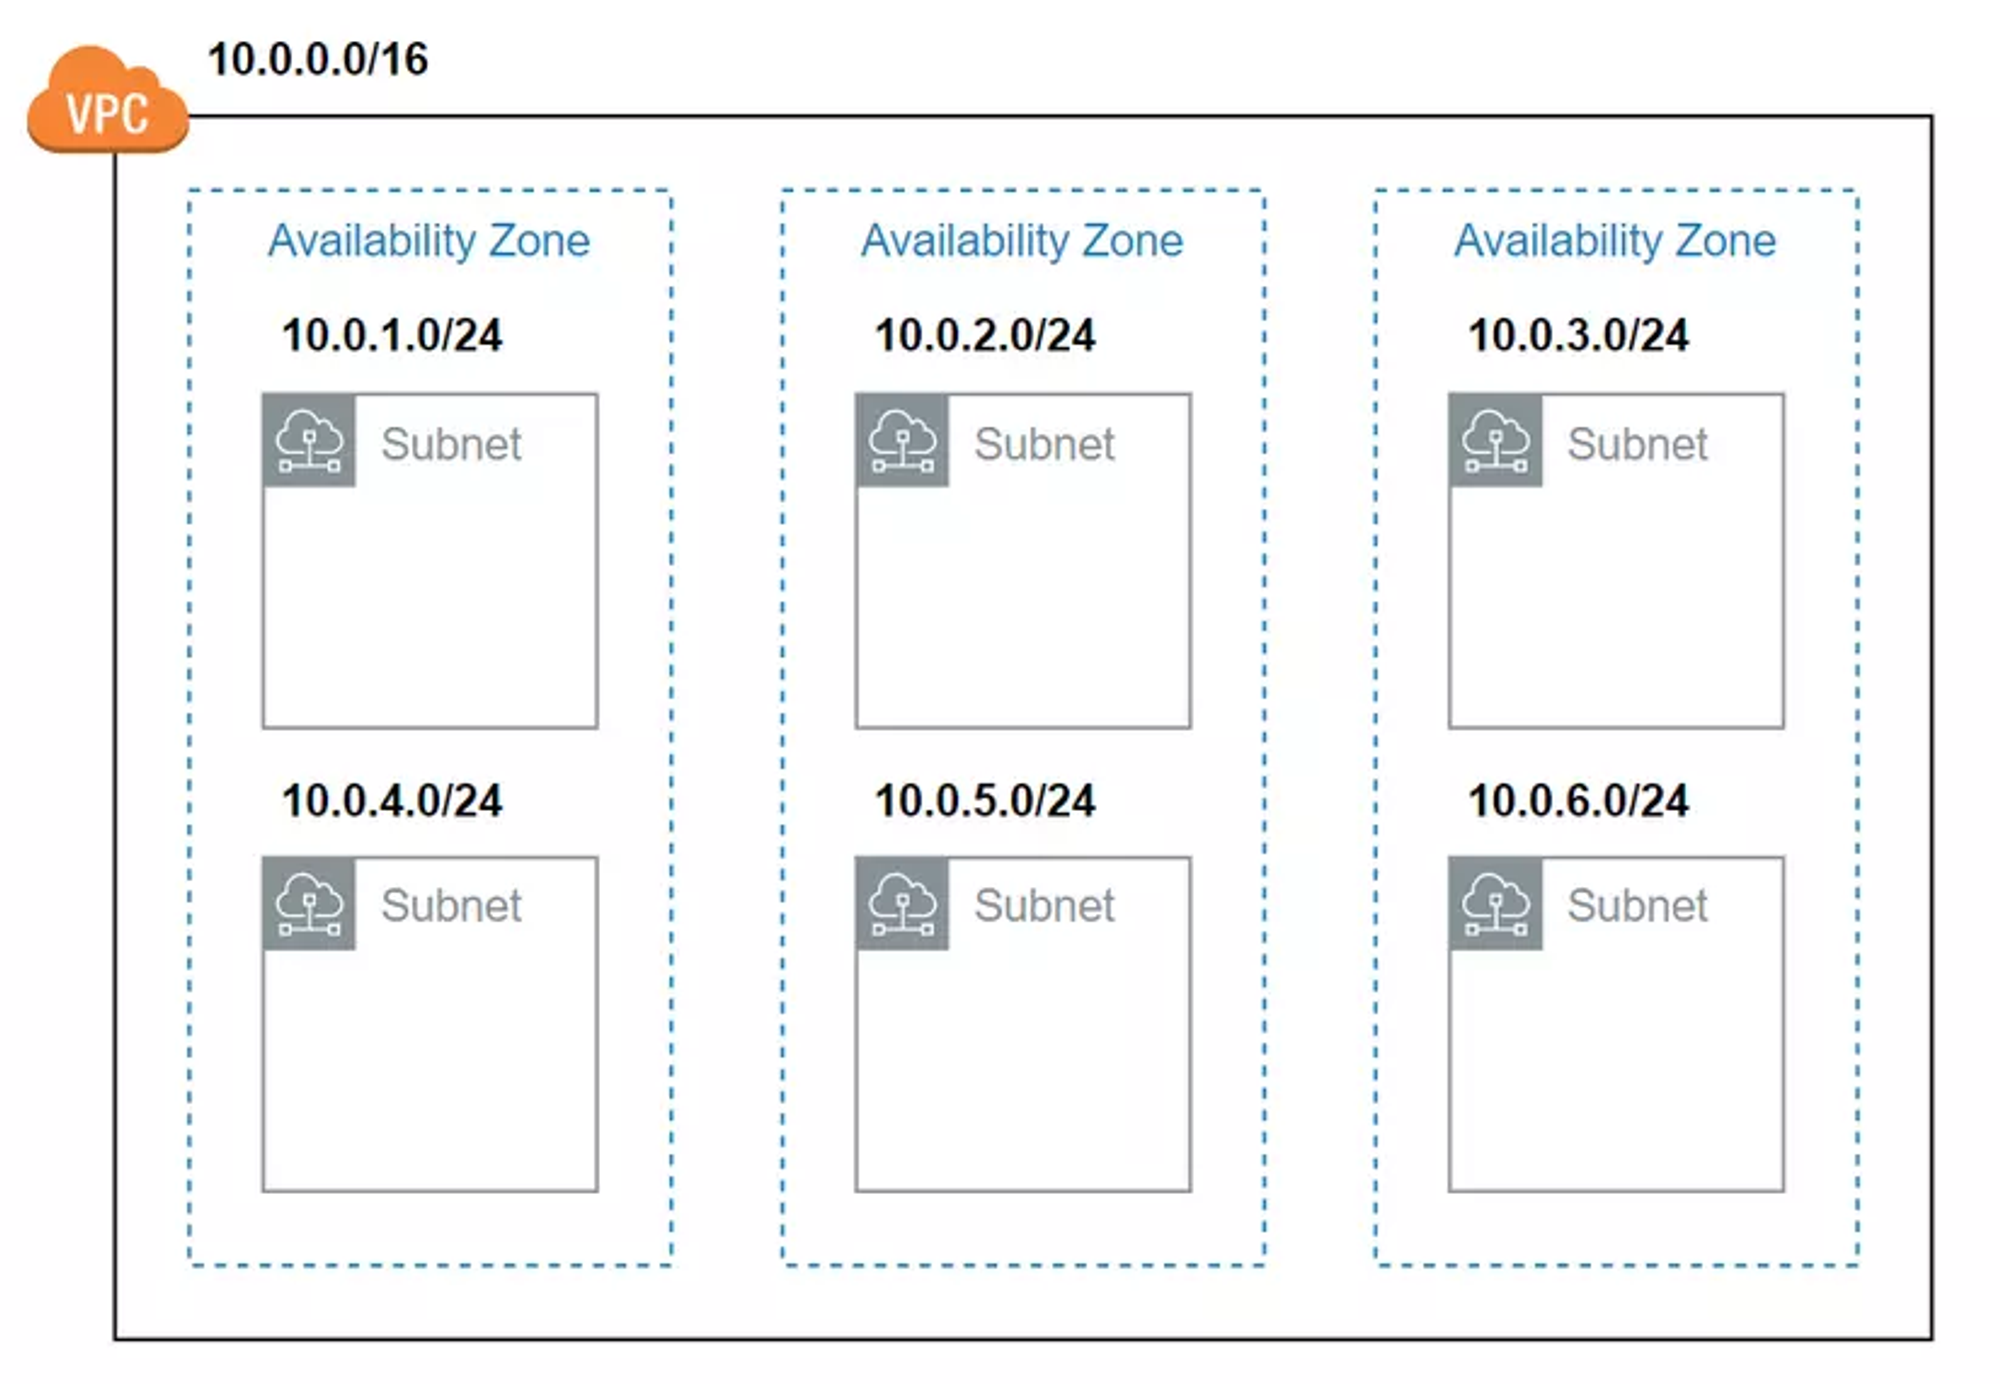 10.0.0.0/16
VPC
Availability Zone
10.0.1.0/24
Subnet
10.0.4.0/24
Subnet
Availability Zone
10.0.2.0/24
Subnet
10.0.5.0/24
Subnet
Availability Zone
10.0.3.0/24
Subnet
10.0.6.0/24
Subnet